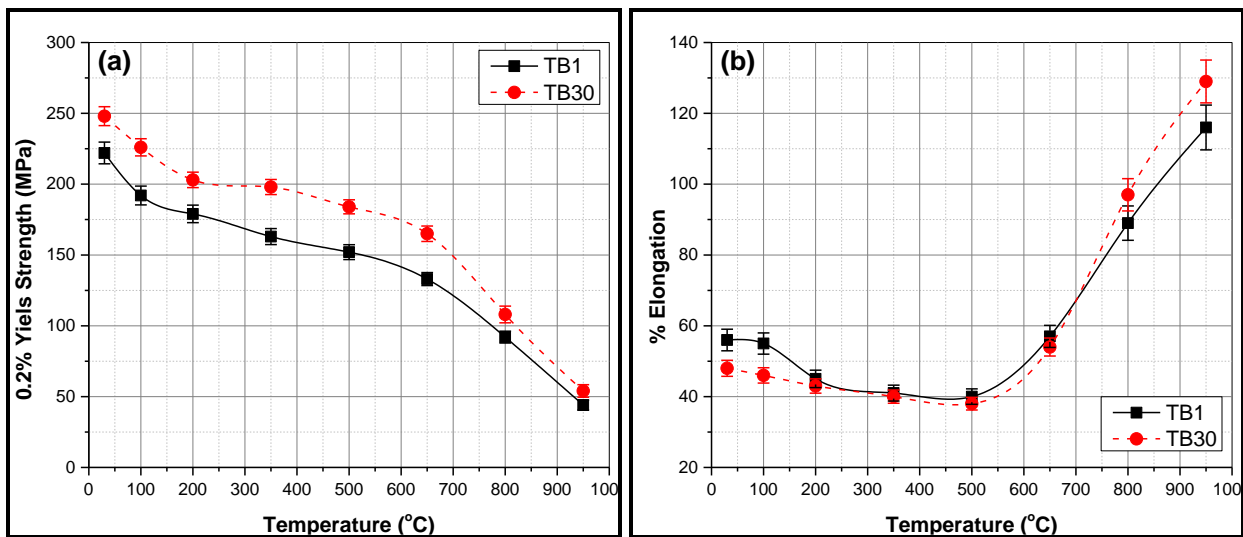 (a)
TB1
TB30
0.2% Yiels Strength (MPa)
300
250
200
150
100
50
0
0 100 200 300 400 500 600 700 800 900 100
Temperature (°C)
(b)
TB1
TB30
% Elongation
140
120
100
80
60
40
20
0 100 200 300 400 500 600 700 800 900 100
Temperature (°C)